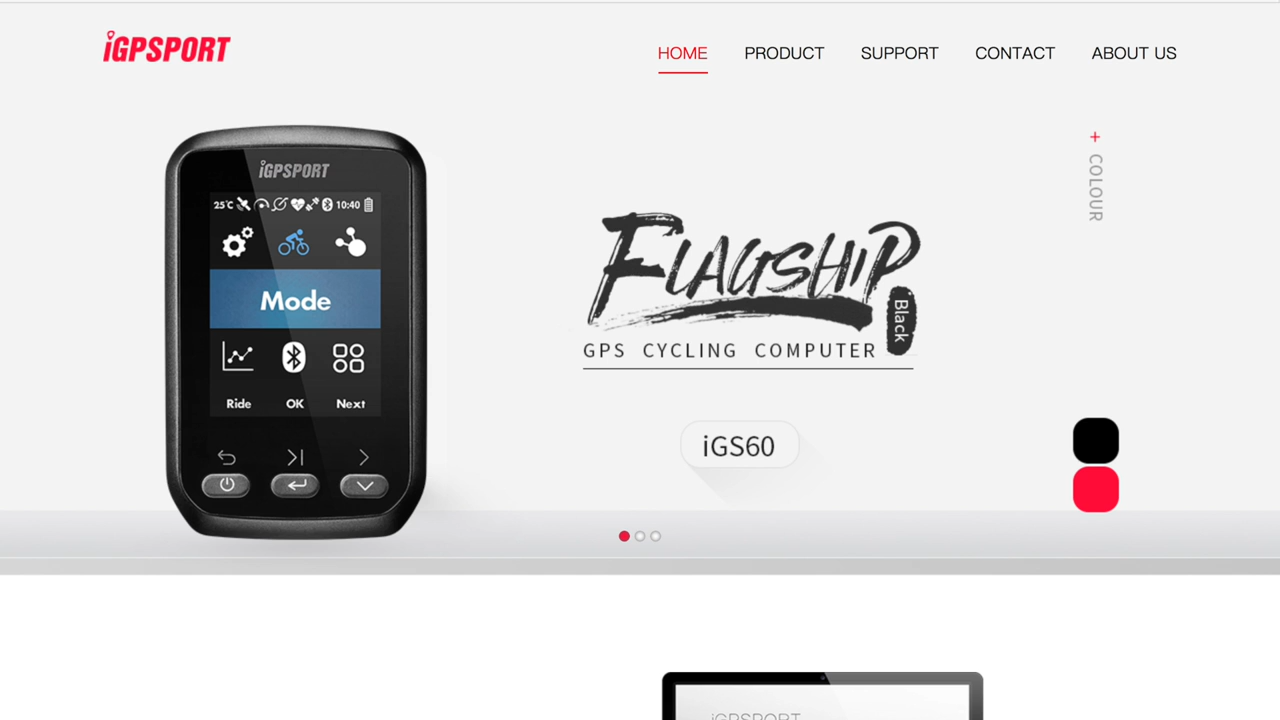 iGPSPORT
HOME PRODUCT SUPPORT CONTACT ABOUT US
+ COLOUR
iGPSPORT
25℃ 10:40
Mode
Ride OK Next
FLAGSHIP
Black
GPS CYCLING COMPUTER
iGS60
iGPSPORT